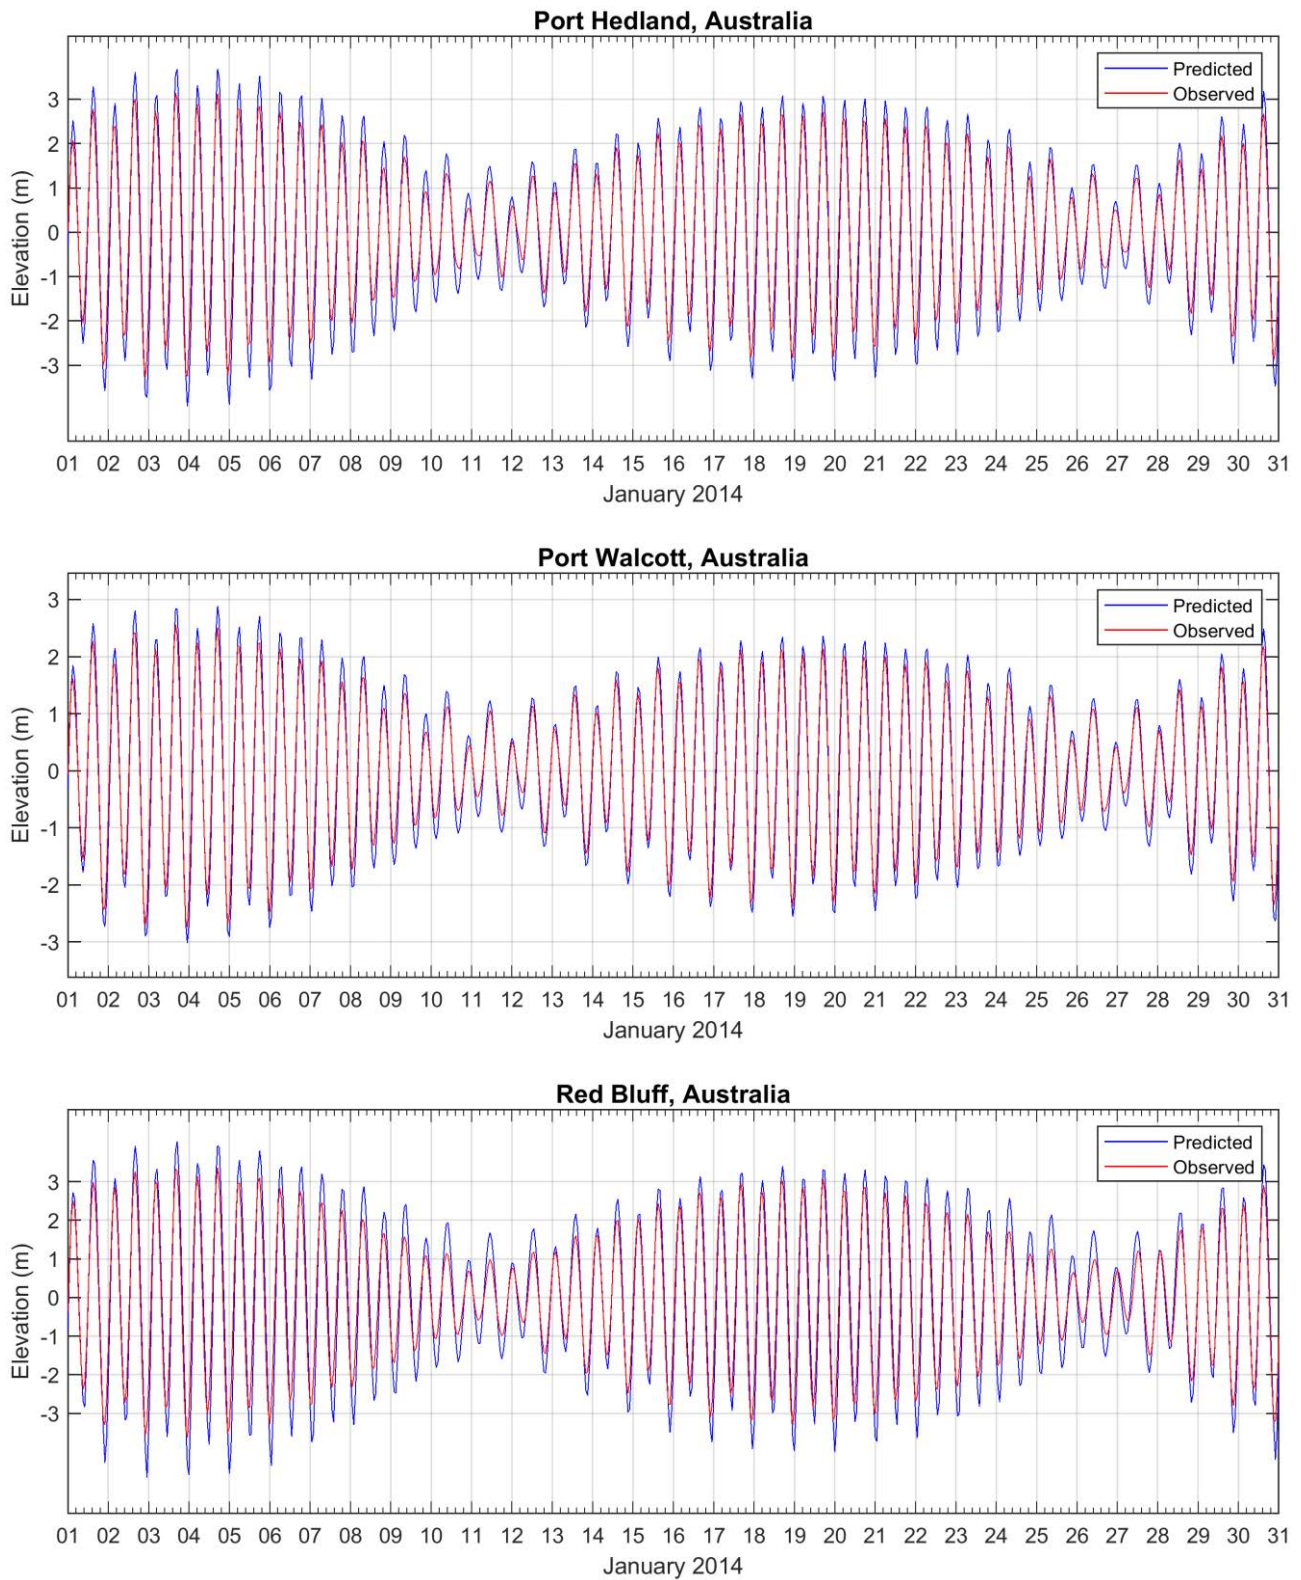 Port Hedland, Australia
Predicted
Observed
3
2
1
0
-1
-2
-3
Elevation (m)
01 02 03 04 05 06 07 08 09 10 11 12 13 14 15 16 17 18 19 20 21 22 23 24 25 26 27 28 29 30 31
January 2014
Port Walcott, Australia
Predicted
Observed
3
2
1
0
-1
-2
-3
Elevation (m)
01 02 03 04 05 06 07 08 09 10 11 12 13 14 15 16 17 18 19 20 21 22 23 24 25 26 27 28 29 30 31
January 2014
Red Bluff, Australia
Predicted
Observed
3
2
1
0
-1
-2
-3
Elevation (m)
01 02 03 04 05 06 07 08 09 10 11 12 13 14 15 16 17 18 19 20 21 22 23 24 25 26 27 28 29 30 31
January 2014